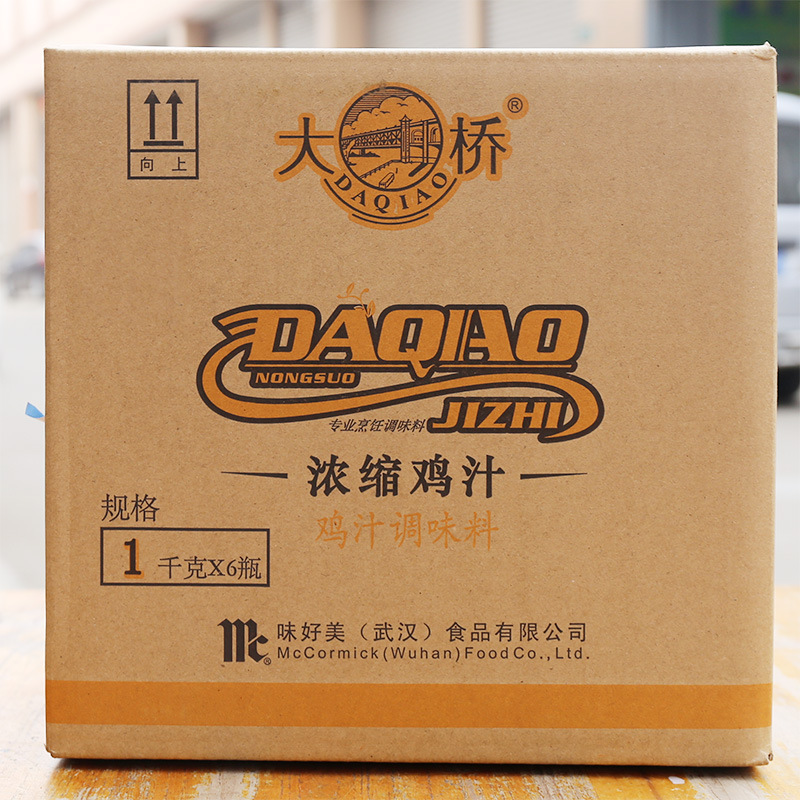 向上
大桥®
DAQIAO
DAQIAO
NONGSUO
JIZHI
专业烹饪调味料
浓缩鸡汁
鸡汁调味料
规格
1千克X6瓶
Mc® 味好美(武汉)食品有限公司
McCormick(Wuhan)FoodCo.,Ltd.